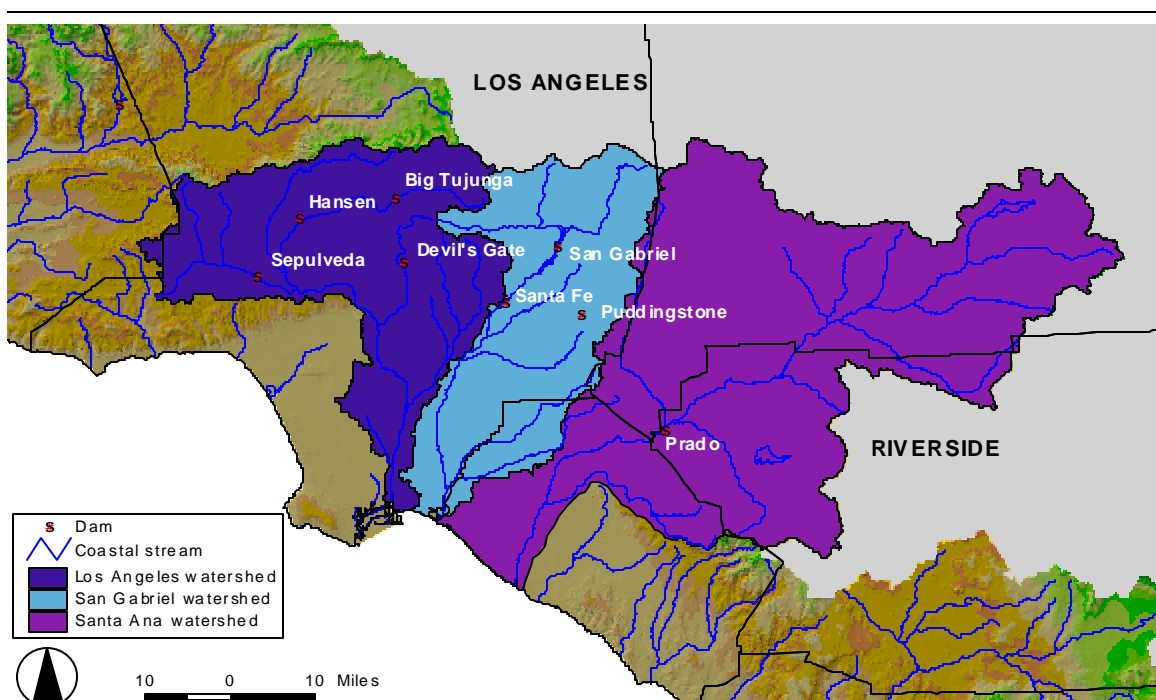 LOS ANGELES
Big Tujunga
Hansen
Devil's Gate
San Gabriel
Sepulveda
Santa Fe
Puddingstone
Prado
RIVERSIDE
S Dam
Coastal stream
Los Angeles watershed
San Gabriel watershed
Santa Ana watershed
10 0 10 Miles